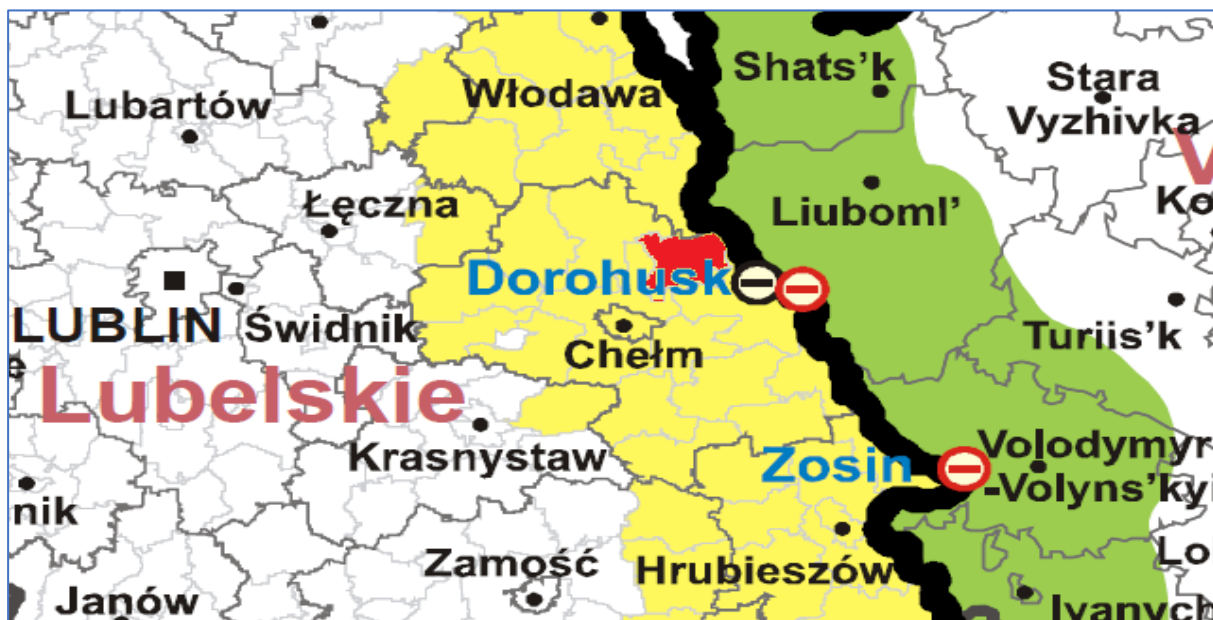 Shats'k
Stara
Vyzhivka
Włodawa
Lubartów
V
Łęczna
Liuboml'
Dorohusk
LUBLIN
Świdnik
Chełm
Turiis'k
Lubelskie
Krasnystaw
Zosin
Volodymyr
-Volyns'kyi
nik
Zamość
Hrubieszów
Janów
Ivanych